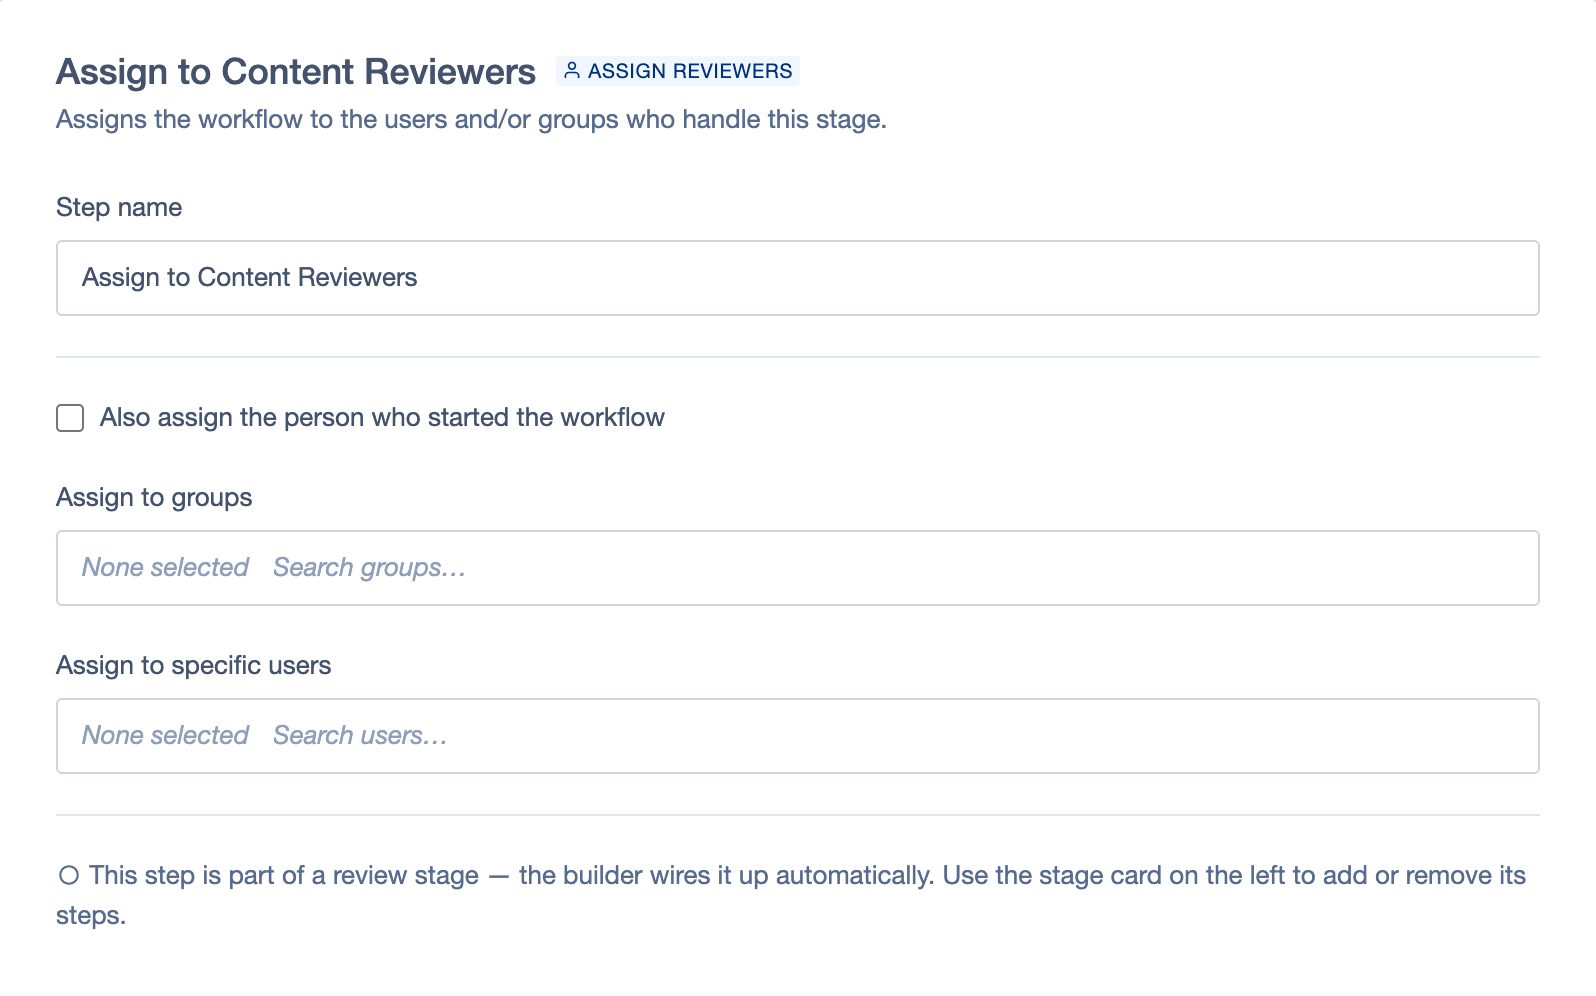 Assign to Content Reviewers ASSIGN REVIEWERS
Assigns the workflow to the users and/or groups who handle this stage.
Step name
Assign to Content Reviewers
Also assign the person who started the workflow
Assign to groups
None selected Search groups...
Assign to specific users
None selected Search users...
This step is part of a review stage — the builder wires it up automatically. Use the stage card on the left to add or remove its
steps.